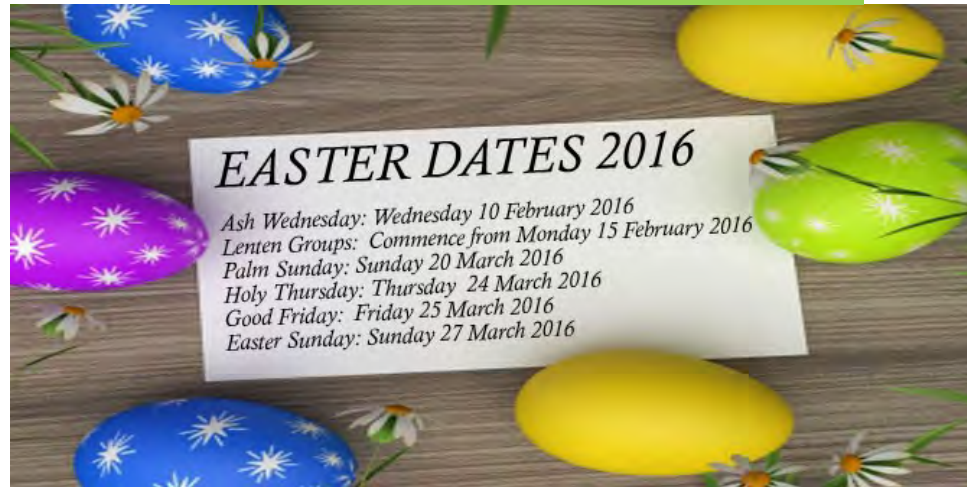 EASTER DATES 2016
Ash Wednesday: Wednesday 10 February 2016
Lenten Groups: Commence from Monday 15 February 2016
Palm Sunday: Sunday 20 March 2016
Holy Thursday: Thursday 24 March 2016
Good Friday: Friday 25 March 2016
Easter Sunday: Sunday 27 March 2016